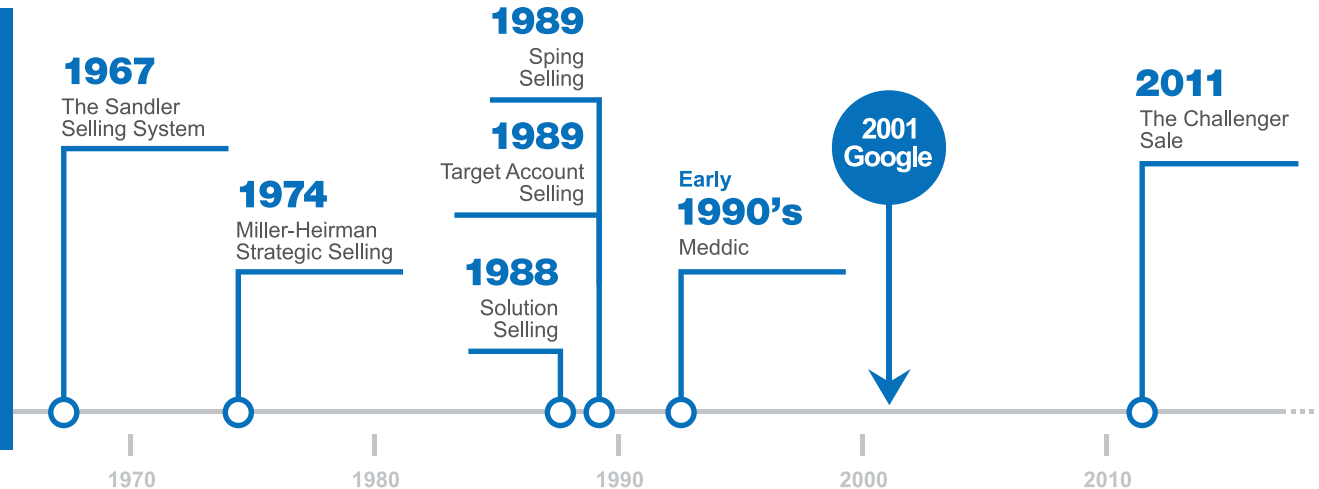 1967
The Sandler
Selling System
1974
Miller-Heirman
Strategic Selling
1989
Sping
Selling
1989
Target Account
Selling
1988
Solution
Selling
Early
1990’s
Meddic
2001
Google
2011
The Challenger
Sale
1970
1980
1990
2000
2010